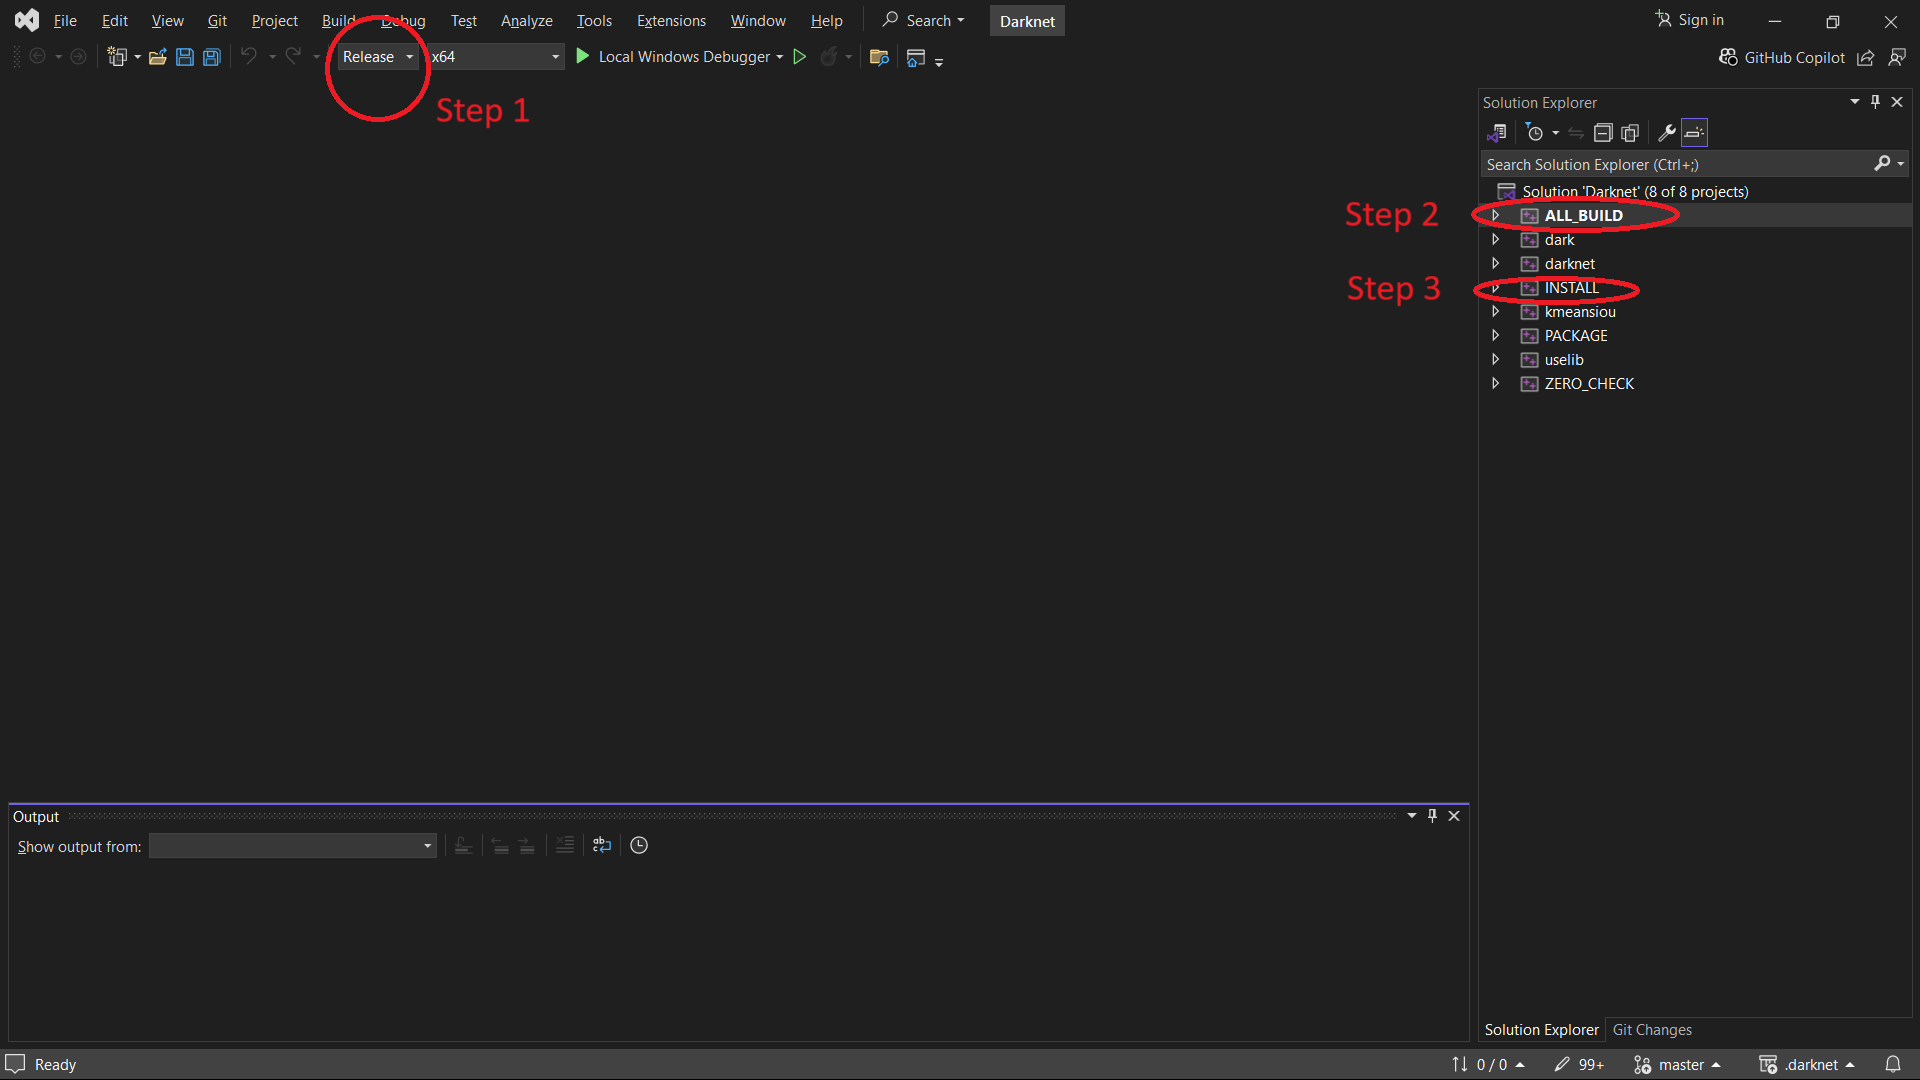 File Edit View Git Project Build Debug Test Analyze Tools Extensions Window Help Search Darknet Sign in
Release x64 Local Windows Debugger GitHub Copilot
Step 1
Solution Explorer
Search Solution Explorer (Ctrl+;)
Solution 'Darknet' (8 of 8 projects)
Step 2 ALL_BUILD
dark
darknet
Step 3 INSTALL
kmeansiou
PACKAGE
uselib
ZERO_CHECK
Output
Show output from:
Solution Explorer Git Changes
Ready 0 / 0 99+ master .darknet